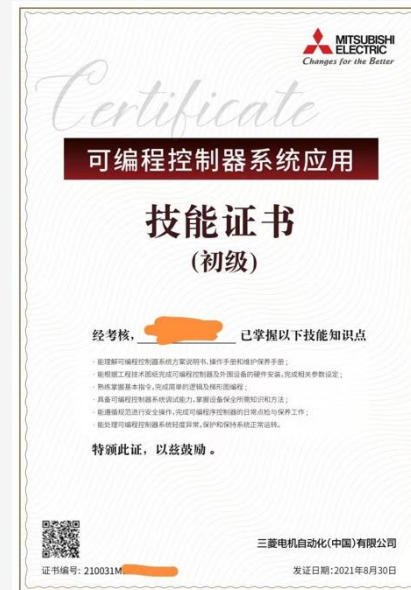 MITSUBISHI
ELECTRIC
Changes for the Better
Certificate
可编程控制器系统应用
技能证书
(初级)
经考核， 已掌握以下技能知识点
· 能理解可编程控制器系统方案说明书、操作手册和维护保养手册；
· 能根据工程技术图纸完成可编程控制器及外围设备的硬件安装，完成相关参数设定；
· 熟练掌握基本指令，完成简单的逻辑及梯形图编程；
· 具备可编程控制器系统调试能力，掌握设备保全所需知识和方法；
· 能遵循规范进行安全操作，完成可编程序控制器的日常点检与保养工作；
· 能处理可编程控制器系统轻度异常，保护和保持系统正常运转。
特颁此证，以兹鼓励。
三菱电机自动化(中国)有限公司
证书编号: 210031M
发证日期：2021年8月30日